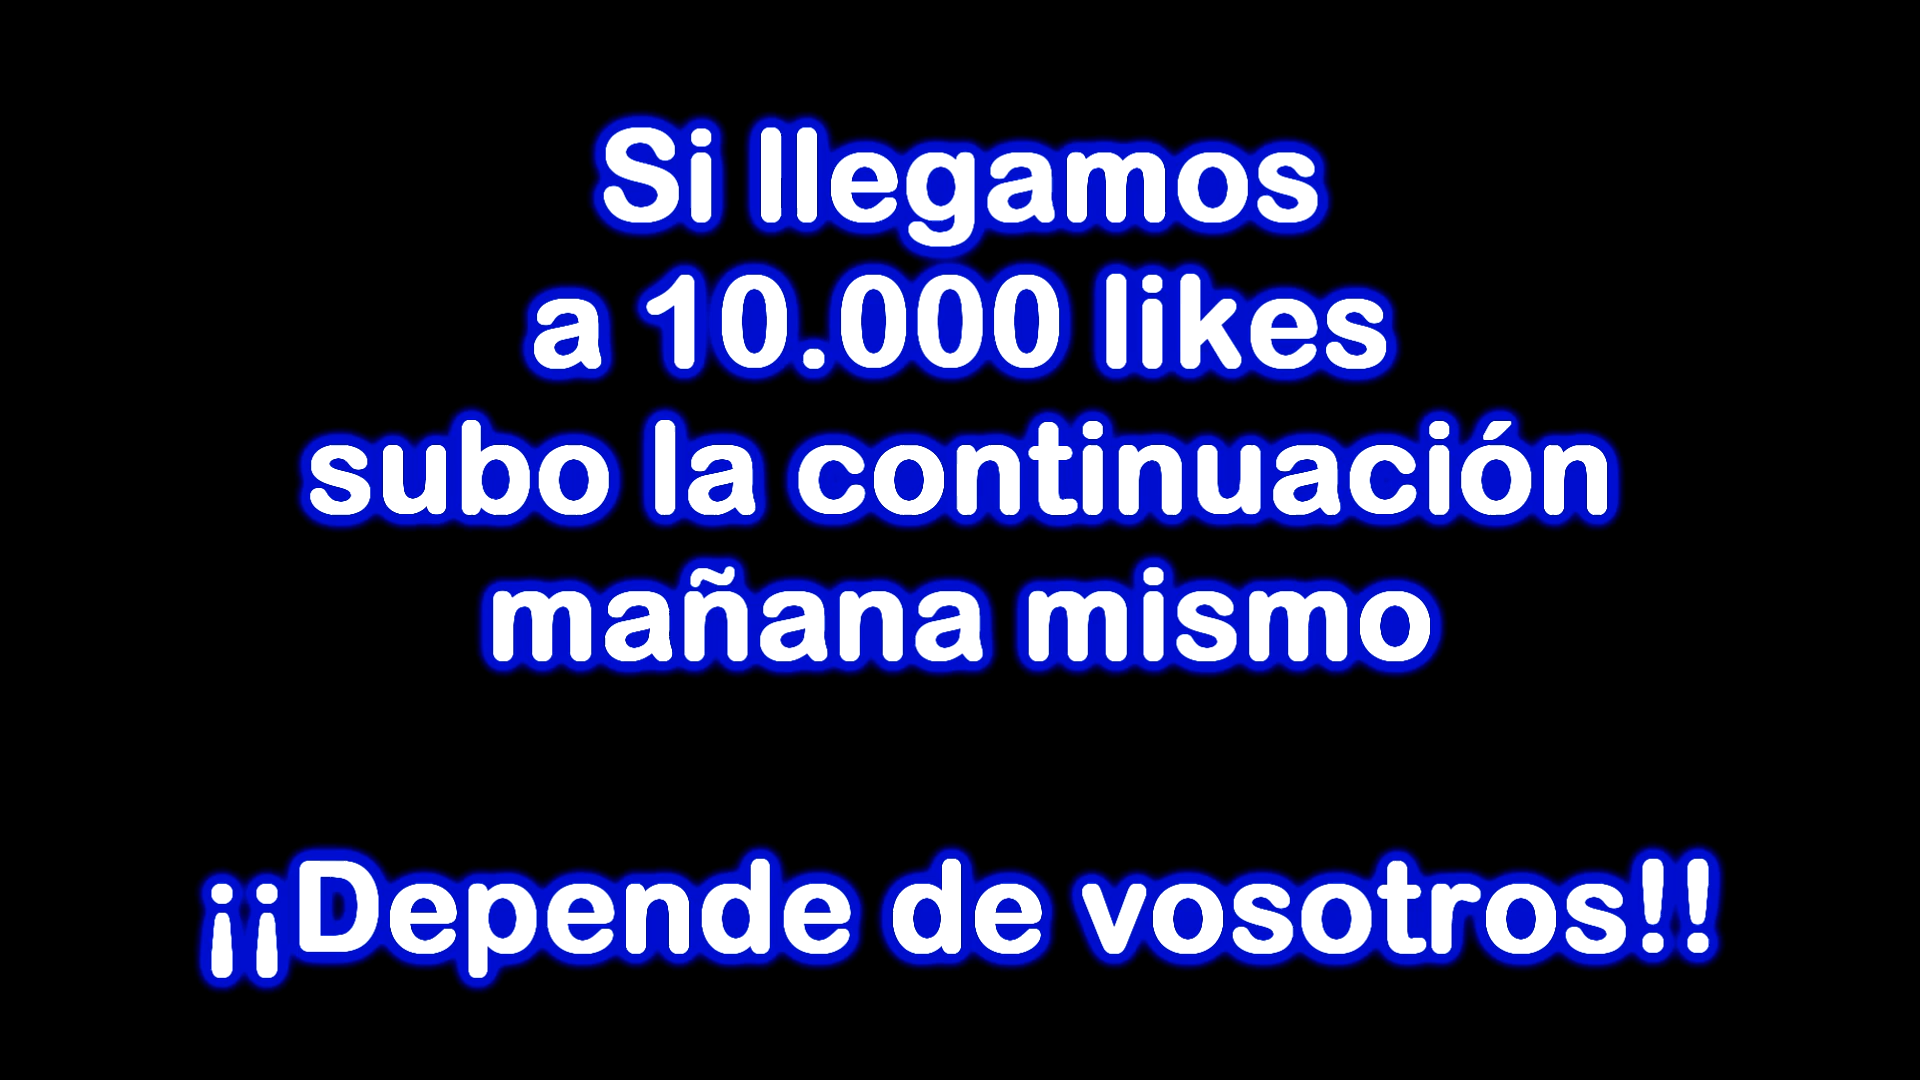 Si llegamos
a 10.000 likes
subo la continuación
mañana mismo
¡¡Depende de vosotros!!